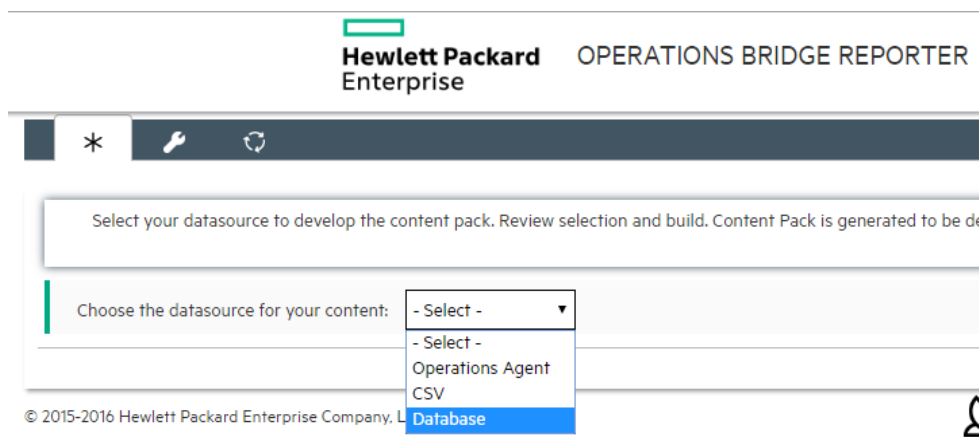 Hewlett Packard
Enterprise
OPERATIONS BRIDGE REPORTER
Select your datasource to develop the content pack. Review selection and build. Content Pack is generated to be
Choose the datasource for your content:
- Select -
- Select -
Operations Agent
CSV
Database
© 2015-2016 Hewlett Packard Enterprise Company,